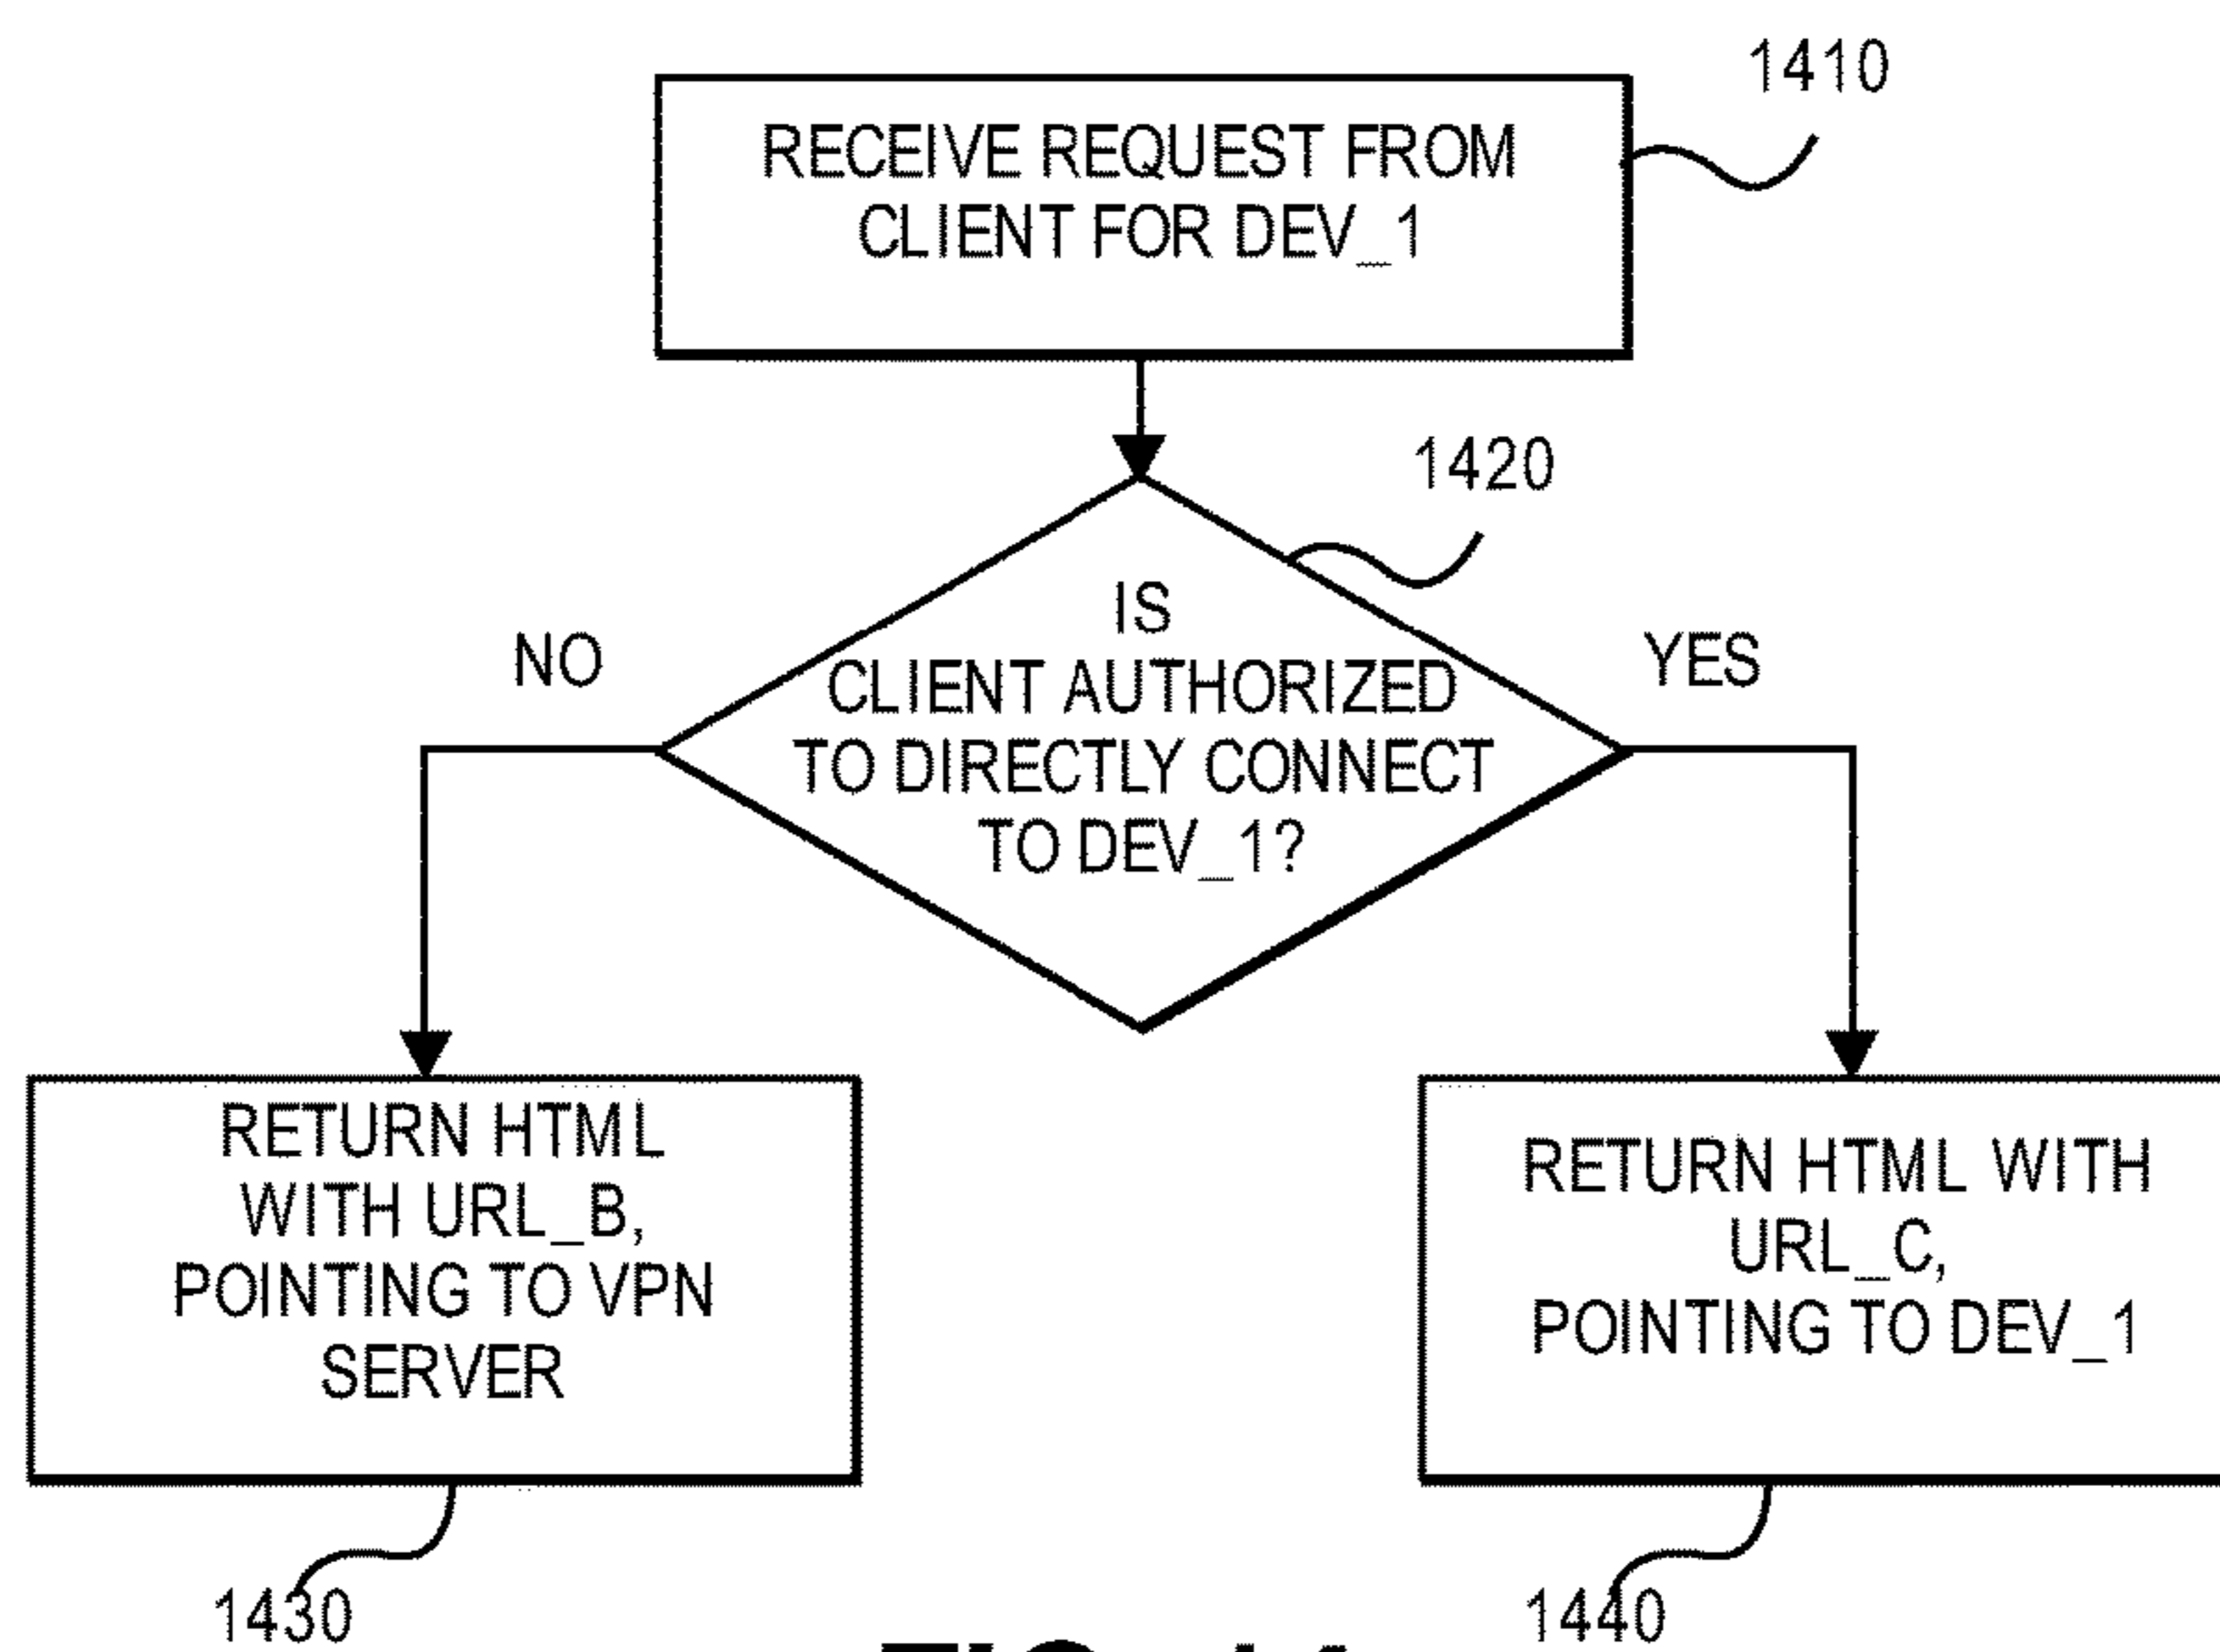 1410
RECEIVE REQUEST FROM
CLIENT FOR DEV_1
1420
IS
CLIENT AUTHORIZED
TO DIRECTLY CONNECT
TO DEV_1?
NO
YES
RETURN HTML
WITH URL_B,
POINTING TO VPN
SERVER
RETURN HTML WITH
URL_C,
POINTING TO DEV_1
1430
1440